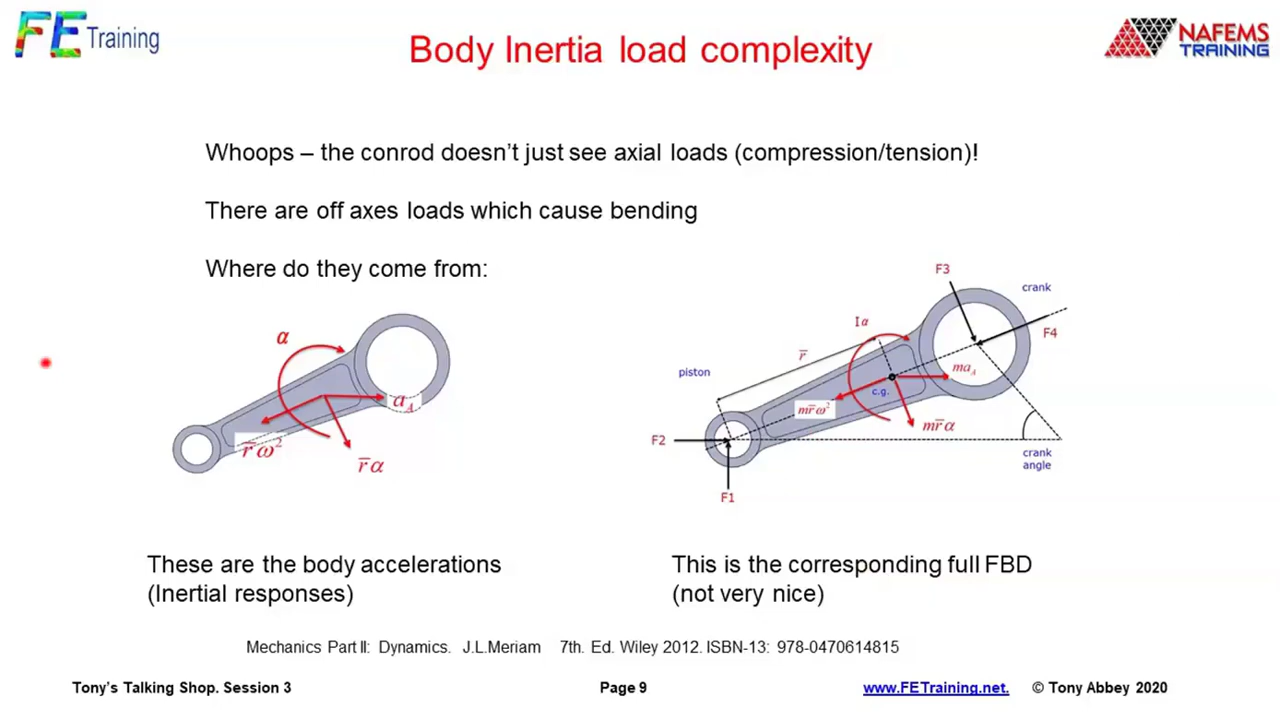 FE Training
Body Inertia load complexity
NAFEMS
TRAINING
Whoops – the conrod doesn't just see axial loads (compression/tension)!
There are off axes loads which cause bending
Where do they come from:
α
a_A
r̅ω²
r̅α
F3
crank
Iα
F4
r̅
piston
ma_A
c.g.
mr̅ω²
mr̅α
F2
crank
angle
F1
These are the body accelerations
(Inertial responses)
This is the corresponding full FBD
(not very nice)
Mechanics Part II: Dynamics. J.L.Meriam 7th. Ed. Wiley 2012. ISBN-13: 978-0470614815
Tony's Talking Shop. Session 3
Page 9
www.FETraining.net. © Tony Abbey 2020